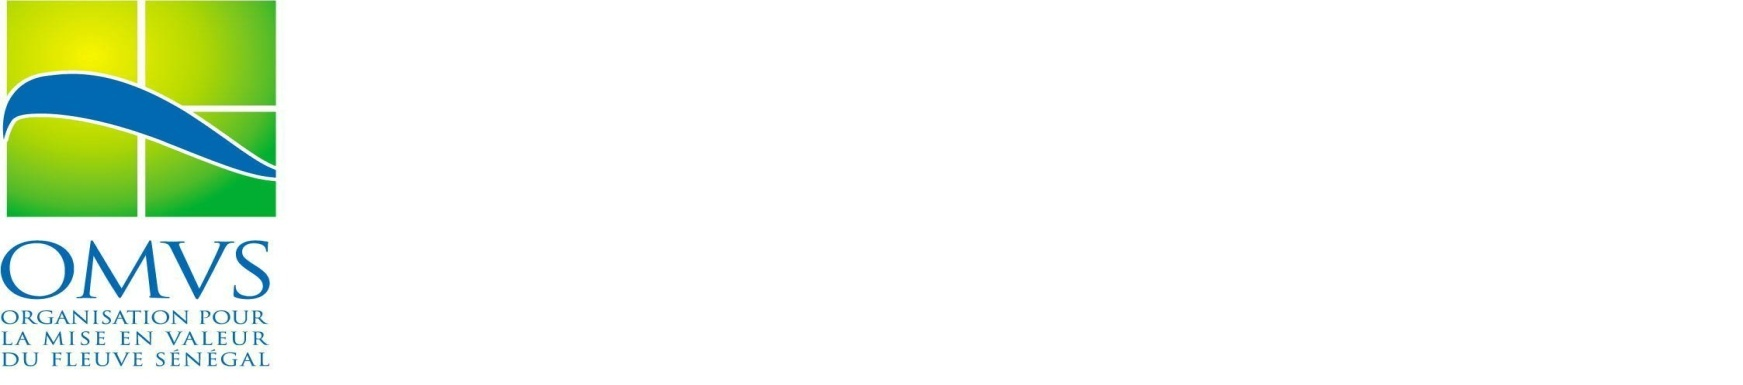 OMVS
ORGANISATION POUR
LA MISE EN VALEUR
DU FLEUVE SÉNÉGAL